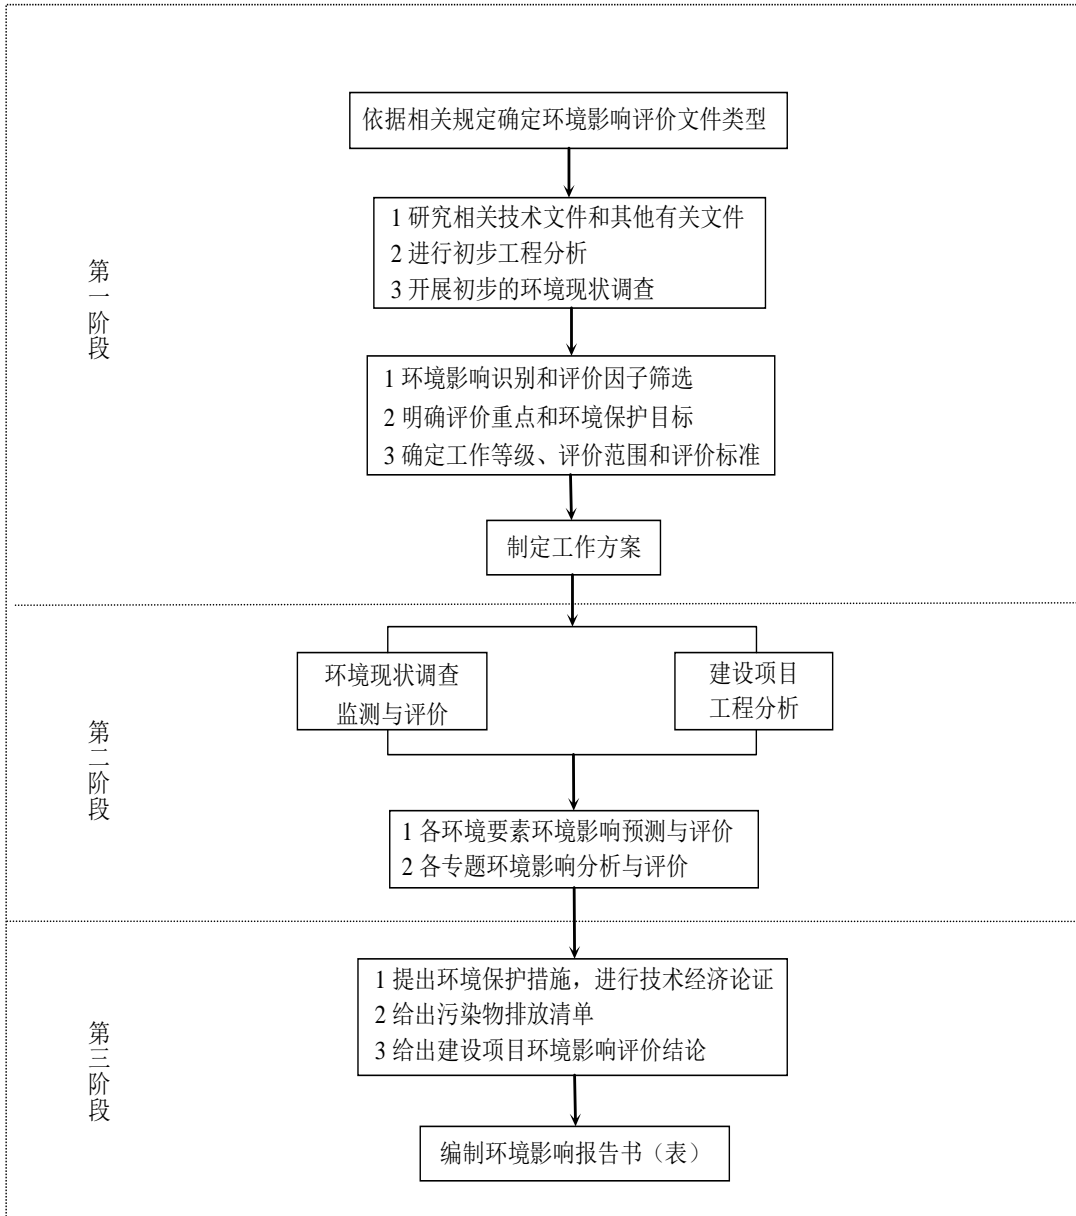 依据相关规定确定环境影响评价文件类型
1 研究相关技术文件和其他有关文件
2 进行初步工程分析
3 开展初步的环境现状调查
第一阶段
1 环境影响识别和评价因子筛选
2 明确评价重点和环境保护目标
3 确定工作等级、评价范围和评价标准
制定工作方案
环境现状调查
监测与评价
建设项目
工程分析
第二阶段
1 各环境要素环境影响预测与评价
2 各专题环境影响分析与评价
1 提出环境保护措施，进行技术经济论证
2 给出污染物排放清单
3 给出建设项目环境影响评价结论
第三阶段
编制环境影响报告书（表）